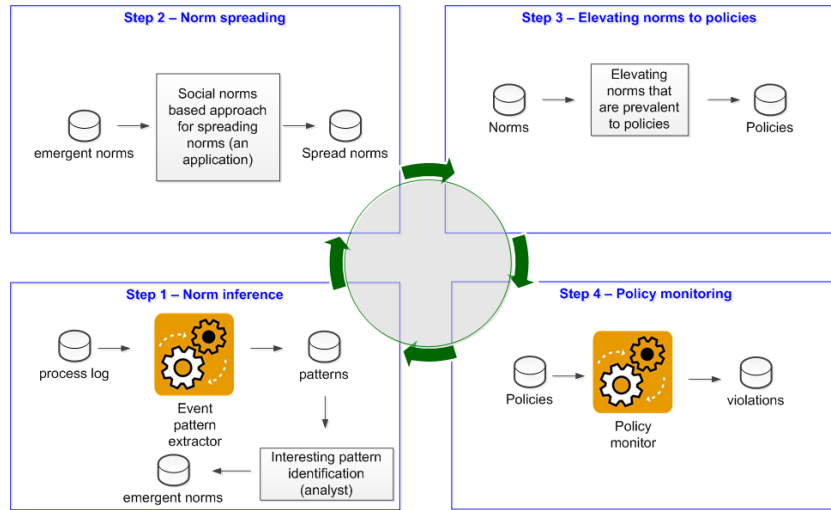 Step 2 – Norm spreading
emergent norms
Social norms
based approach
for spreading
norms (an
application)
Spread norms
Step 3 – Elevating norms to policies
Norms
Elevating
norms that
are prevalent
to policies
Policies
Step 1 – Norm inference
process log
Event
pattern
extractor
patterns
Interesting pattern
identification
(analyst)
emergent norms
Step 4 – Policy monitoring
Policies
Policy
monitor
violations